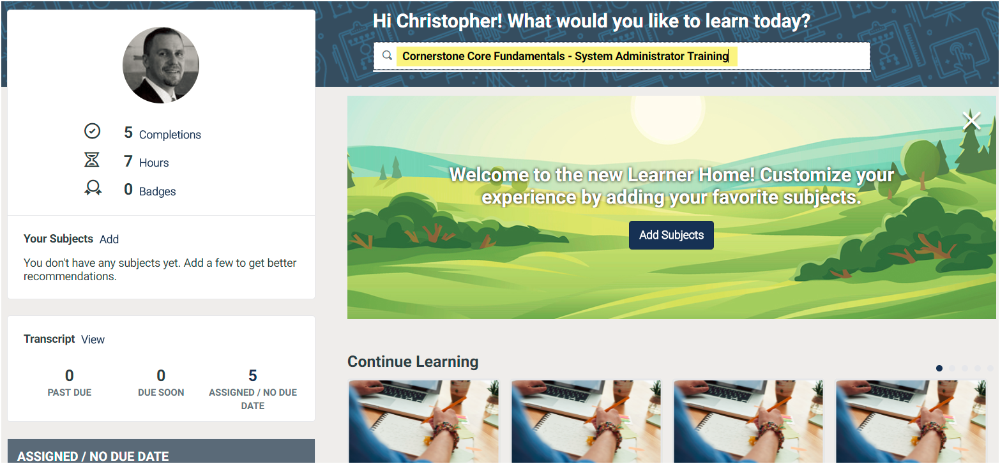 Hi Christopher! What would you like to learn today?
Cornerstone Core Fundamentals - System Administrator Training
5 Completions
7 Hours
0 Badges
Your Subjects Add
You don't have any subjects yet. Add a few to get better
recommendations.
Transcript View
0
PAST DUE
0
DUE SOON
5
ASSIGNED / NO DUE
DATE
ASSIGNED / NO DUE DATE
Welcome to the new Learner Home! Customize your
experience by adding your favorite subjects.
Add Subjects
Continue Learning